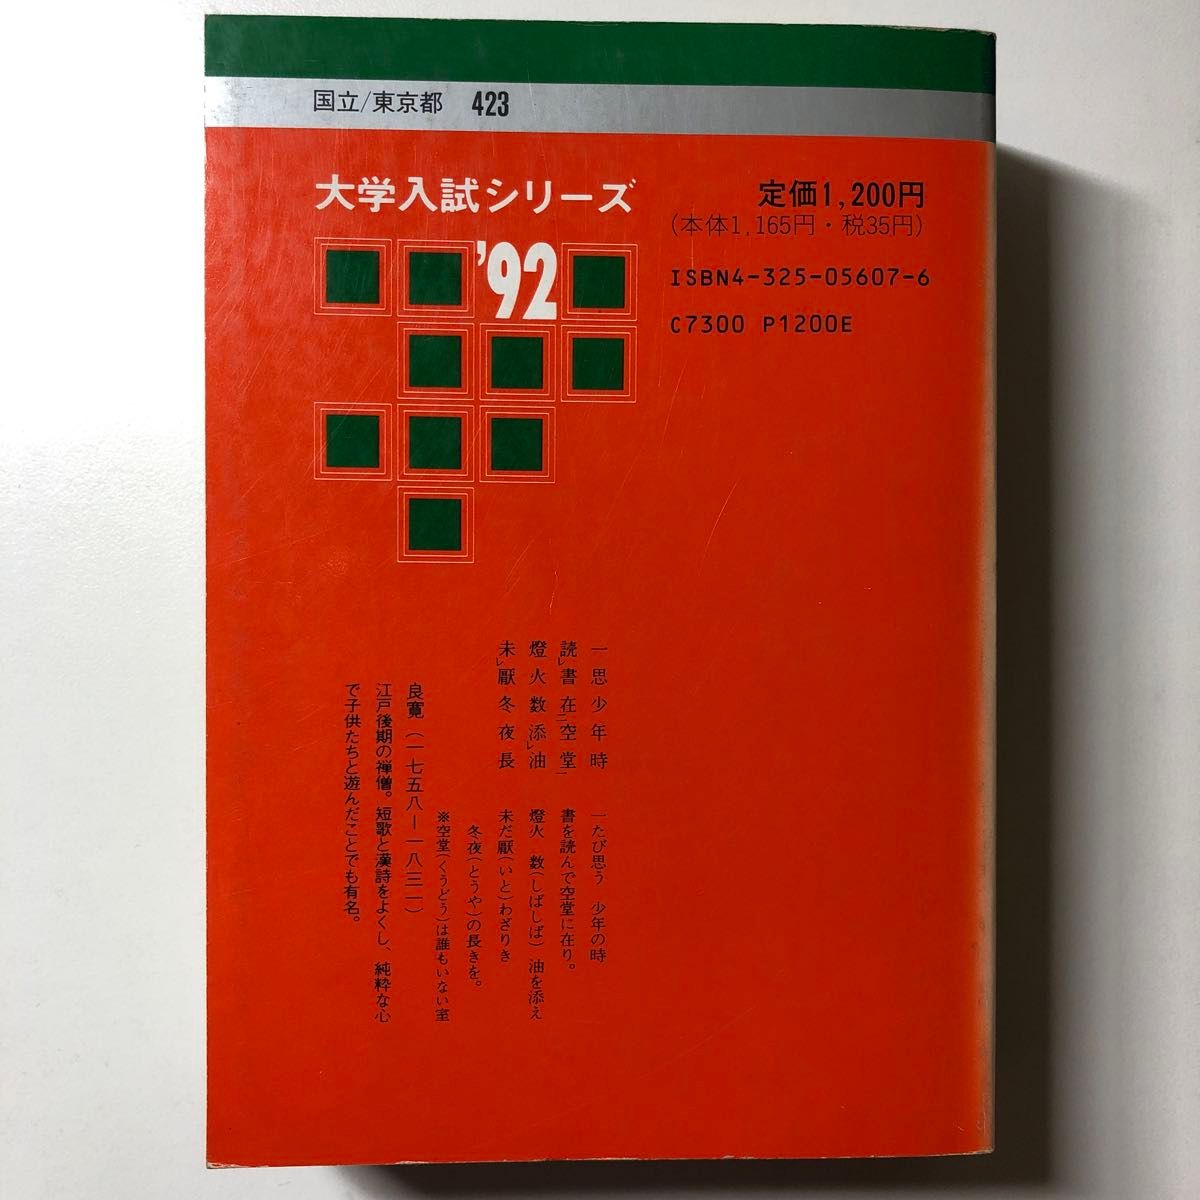 国立/東京都 423
大学入試シリーズ
'92
定価1,200円
(本体1,165円・税35円)
ISBN4-325-05607-6
C7300 P1200E
一思少年時
読レ書在二空堂一
燈火数添レ油
未レ厭冬夜長
一たび思う 少年の時
書を読んで空堂に在り。
燈火 数(しばしば)油を添え
未だ厭(いと)わざりき
冬夜(とうや)の長きを。
※空堂(くうどう)は誰もいない室
良寛(一七五八ー一八三一)
江戸後期の禅僧。短歌と漢詩をよくし、純粋な心
で子供たちと遊んだことでも有名。